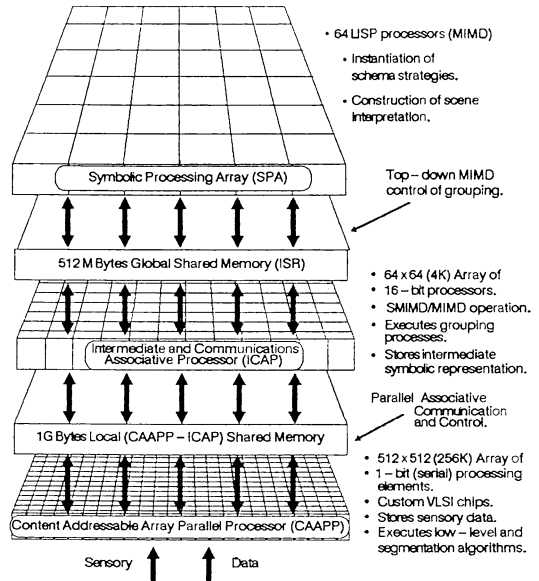 • 64 LISP processors (MIMD)
• Instantiation of
schema strategies.
• Construction of scene
Interpretation.
Symbolic Processing Array (SPA)
Top – down MIMD
control of grouping.
512 M Bytes Global Shared Memory (ISR)
• 64 x 64 (4K) Array of
• 16 – bit processors.
• SMIMD/MIMD operation.
• Executes grouping
processes.
• Stores intermediate
symbolic representation.
Intermediate and Communications
Associative Processor (ICAP)
Parallel Associative
Communication
and Control.
1G Bytes Local (CAAPP – ICAP) Shared Memory
• 512 x 512 (256K) Array of
• 1 – bit (serial) processing
elements.
• Custom VLSI chips.
• Stores sensory data.
• Executes low – level and
segmentation algorithms.
Content Addressable Array Parallel Processor (CAAPP)
Sensory Data